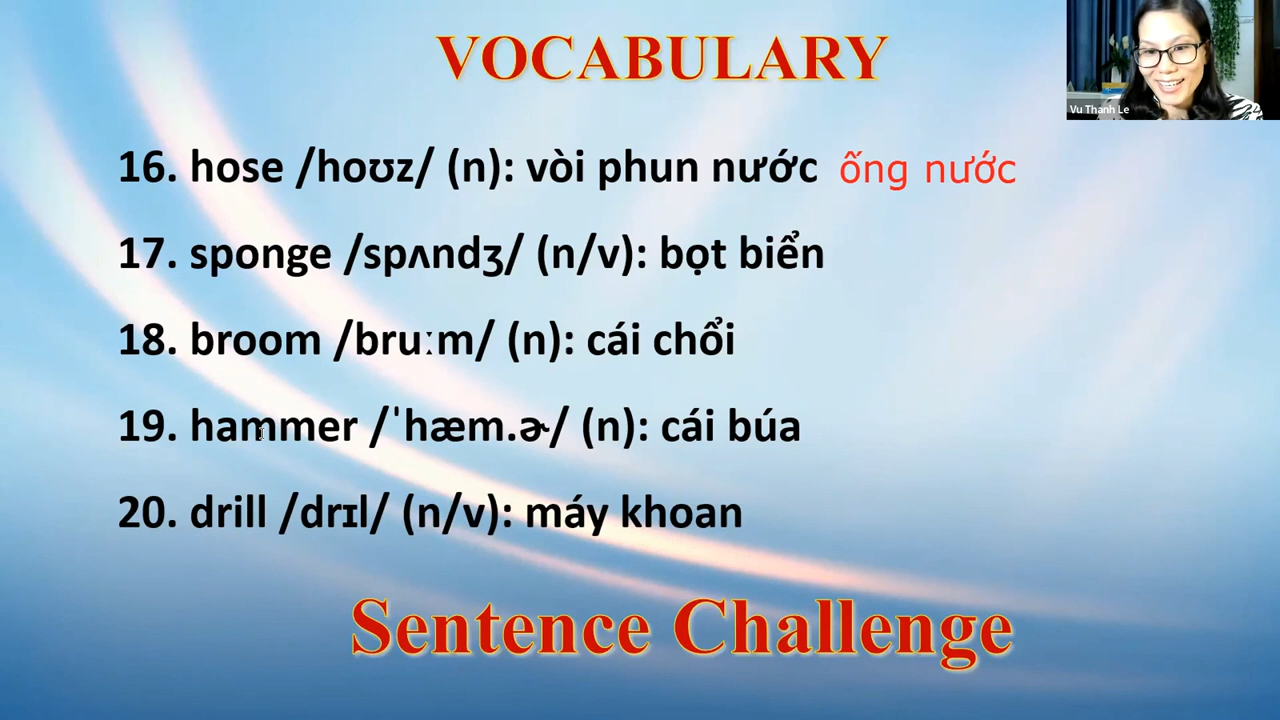 VOCABULARY
Vu Thanh Le
16. hose /hoʊz/ (n): vòi phun nước ống nước
17. sponge /spʌndʒ/ (n/v): bọt biển
18. broom /bruːm/ (n): cái chổi
19. hammer /ˈhæm.ɚ/ (n): cái búa
20. drill /drɪl/ (n/v): máy khoan
Sentence Challenge